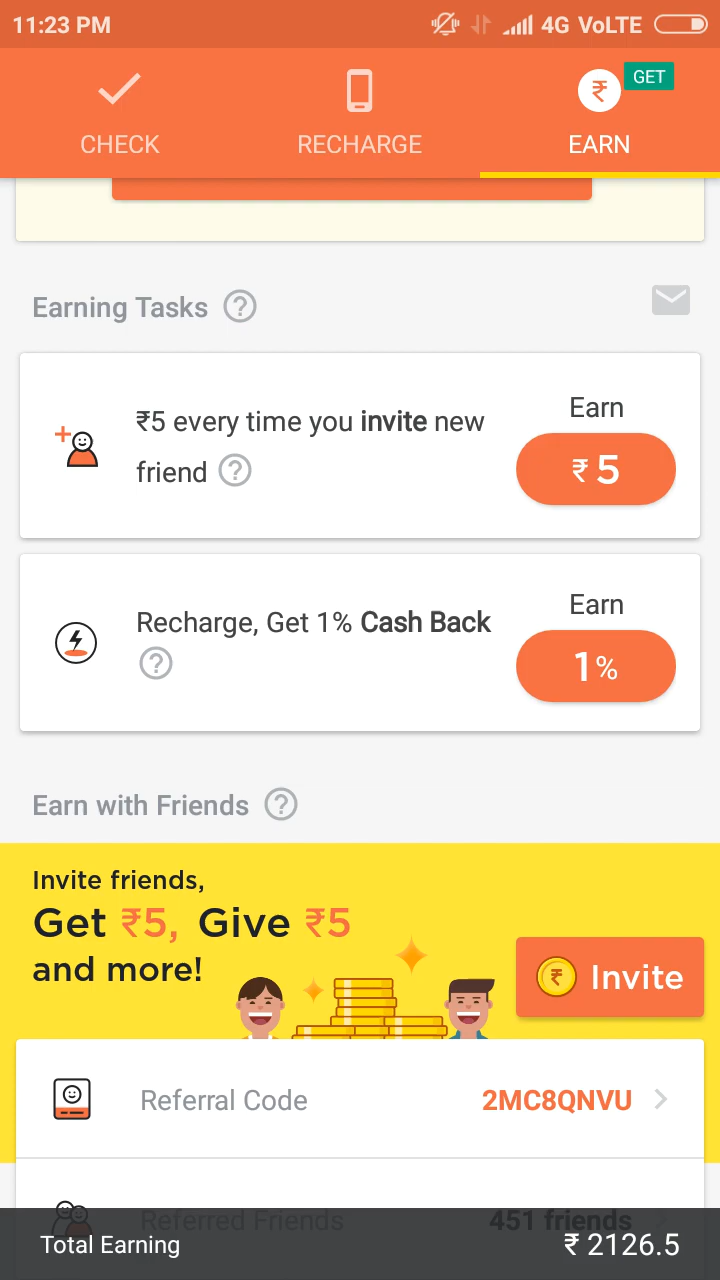 11:23 PM 4G VoLTE
GET
CHECK RECHARGE EARN
Earning Tasks
₹5 every time you invite new
friend
Earn
₹ 5
Recharge, Get 1% Cash Back
Earn
1%
Earn with Friends
Invite friends,
Get ₹5, Give ₹5
and more!
Invite
Referral Code 2MC8QNVU
Referred Friends 451 friends
Total Earning ₹ 2126.5